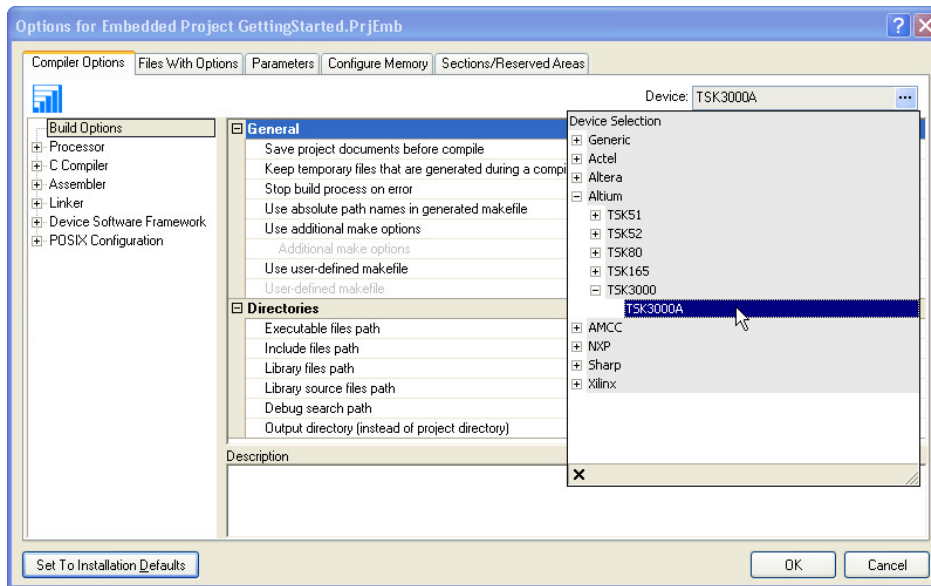 Options for Embedded Project GettingStarted.PrjEmb
Compiler Options
Files With Options
Parameters
Configure Memory
Sections/Reserved Areas
Device: TSK3000A ...
Build Options
Processor
C Compiler
Assembler
Linker
Device Software Framework
POSIX Configuration
General
Save project documents before compile
Keep temporary files that are generated during a compi
Stop build process on error
Use absolute path names in generated makefile
Use additional make options
Additional make options
Use user-defined makefile
User-defined makefile
Directories
Executable files path
Include files path
Library files path
Library source files path
Debug search path
Output directory (instead of project directory)
Description
Device Selection
Generic
Actel
Altera
Altium
TSK51
TSK52
TSK80
TSK165
TSK3000
TSK3000A
AMCC
NXP
Sharp
Xilinx
Set To Installation Defaults
OK
Cancel